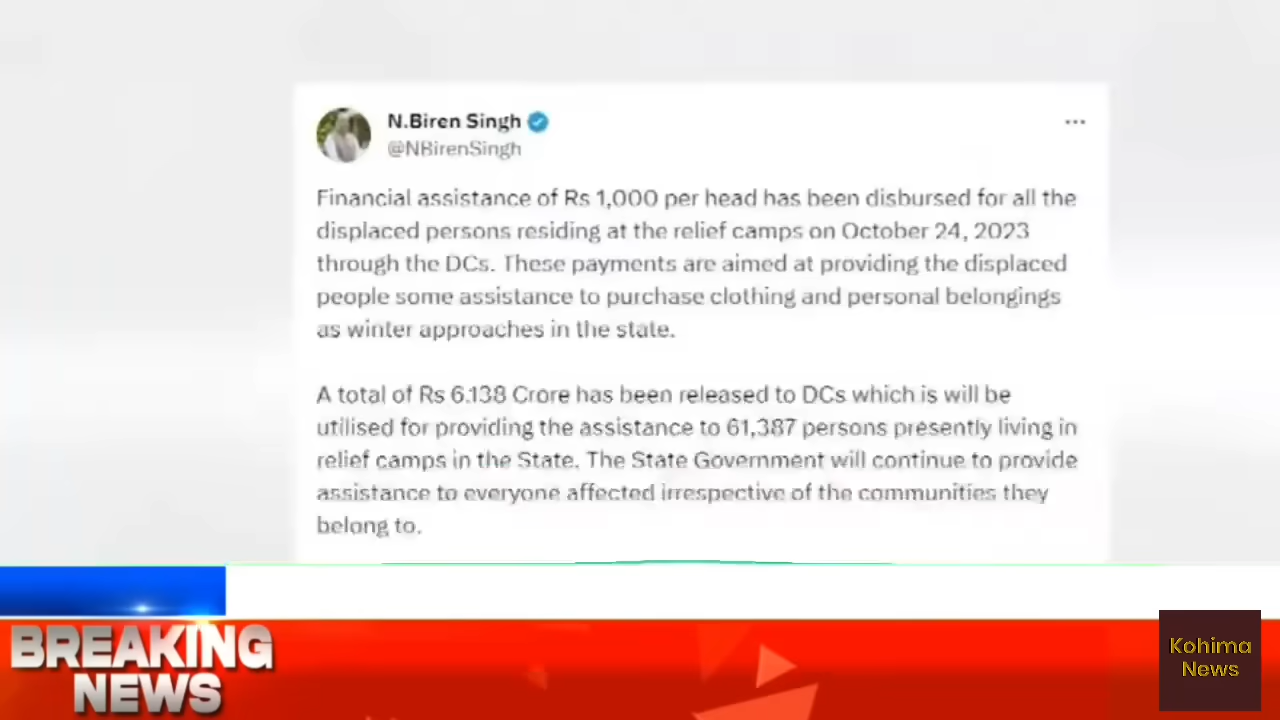 N.Biren Singh
@NBirenSingh
Financial assistance of Rs 1,000 per head has been disbursed for all the
displaced persons residing at the relief camps on October 24, 2023
through the DCs. These payments are aimed at providing the displaced
people some assistance to purchase clothing and personal belongings
as winter approaches in the state.
A total of Rs 6.138 Crore has been released to DCs which is will be
utilised for providing the assistance to 61,387 persons presently living in
relief camps in the State. The State Government will continue to provide
assistance to everyone affected irrespective of the communities they
belong to.
BREAKING
NEWS
Kohima
News